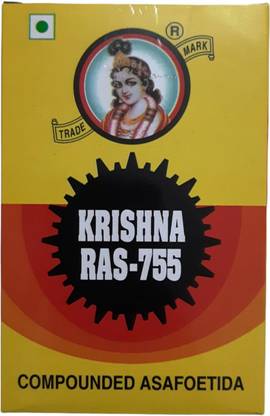 ®
TRADE MARK
KRISHNA
RAS-755
COMPOUNDED ASAFOETIDA